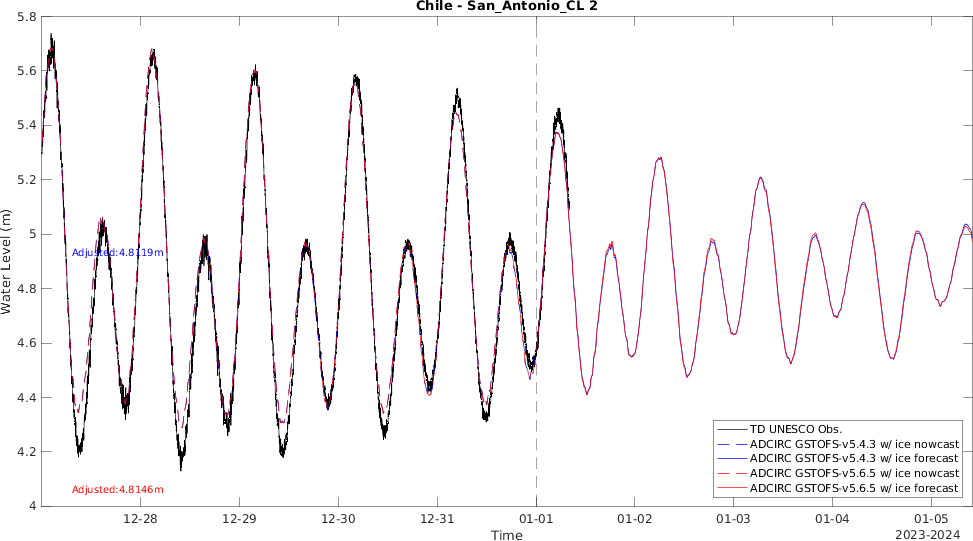 Chile - San_Antonio_CL 2
5.8
5.6
5.4
5.2
5
4.8
4.6
4.4
4.2
4
Water Level (m)
Adjusted:4.8119m
Adjusted:4.8146m
TD UNESCO Obs.
ADCIRC GSTOFS-v5.4.3 w/ ice nowcast
ADCIRC GSTOFS-v5.4.3 w/ ice forecast
ADCIRC GSTOFS-v5.6.5 w/ ice nowcast
ADCIRC GSTOFS-v5.6.5 w/ ice forecast
12-28 12-29 12-30 12-31 01-01 01-02 01-03 01-04 01-05
Time
2023-2024